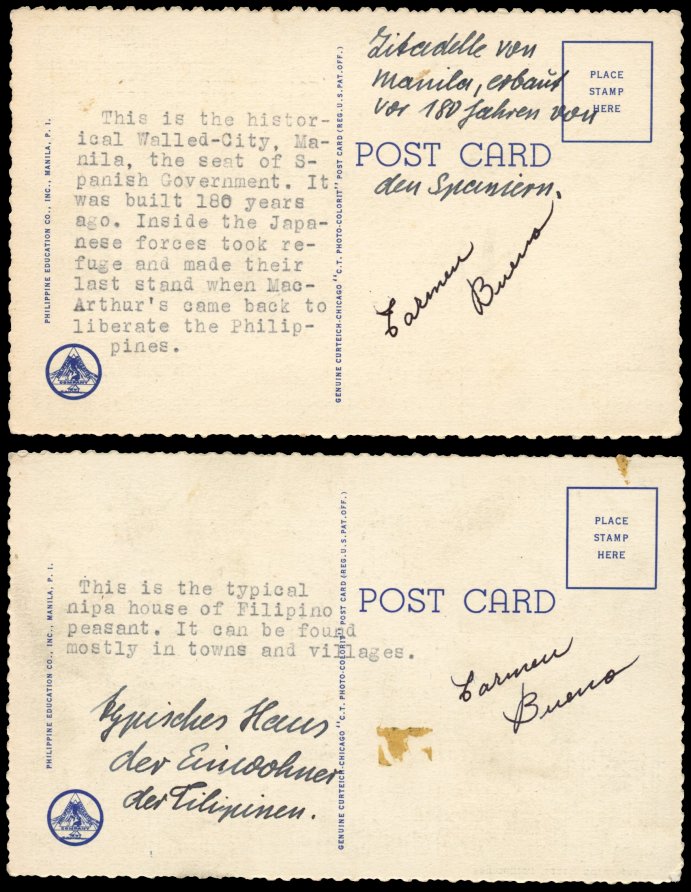 This is the histor-
ical Walled-City, Ma-
nila, the seat of S-
panish Government. It
was built 180 years
ago. Inside the Japa-
nese forces took re-
fuge and made their
last stand when Mac-
Arthur's came back to
liberate the Philip-
pines.
PHILIPPINE EDUCATION CO., INC., MANILA, P. I.
COMPANY
GENUINE CURTEICH-CHICAGO "C.T. PHOTO-COLORIT" POST CARD (REG. U.S. PAT. OFF.)
Zitadelle von
Manila, erbaut
vor 180 Jahren von
den Spaniern.
PLACE
STAMP
HERE
POST CARD
Carmen
Bueno
This is the typical
nipa house of Filipino
peasant. It can be found
mostly in towns and villages.
typisches Haus
der Einwohner
der Filipinen.
PHILIPPINE EDUCATION CO., INC., MANILA, P. I.
COMPANY
GENUINE CURTEICH-CHICAGO "C.T. PHOTO-COLORIT" POST CARD (REG. U.S. PAT. OFF.)
PLACE
STAMP
HERE
POST CARD
Carmen
Bueno